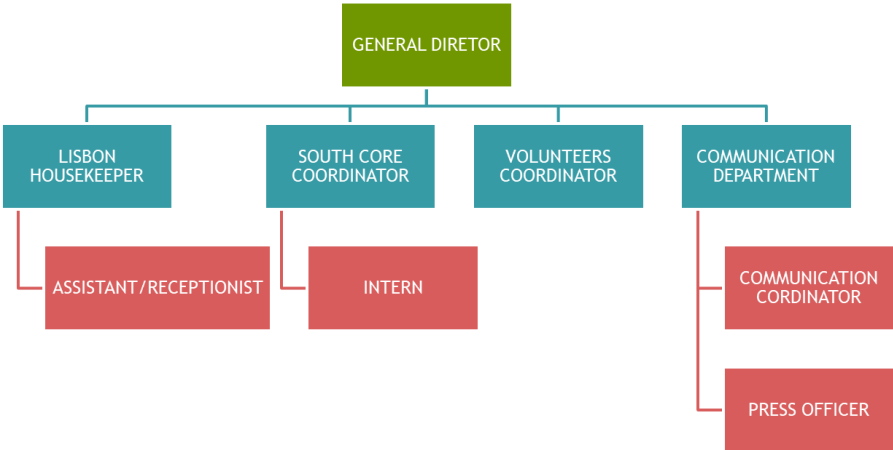 GENERAL DIRETOR
LISBON
HOUSEKEEPER
SOUTH CORE
COORDINATOR
VOLUNTEERS
COORDINATOR
COMMUNICATION
DEPARTMENT
ASSISTANT/RECEPTIONIST
INTERN
COMMUNICATION
CORDINATOR
PRESS OFFICER